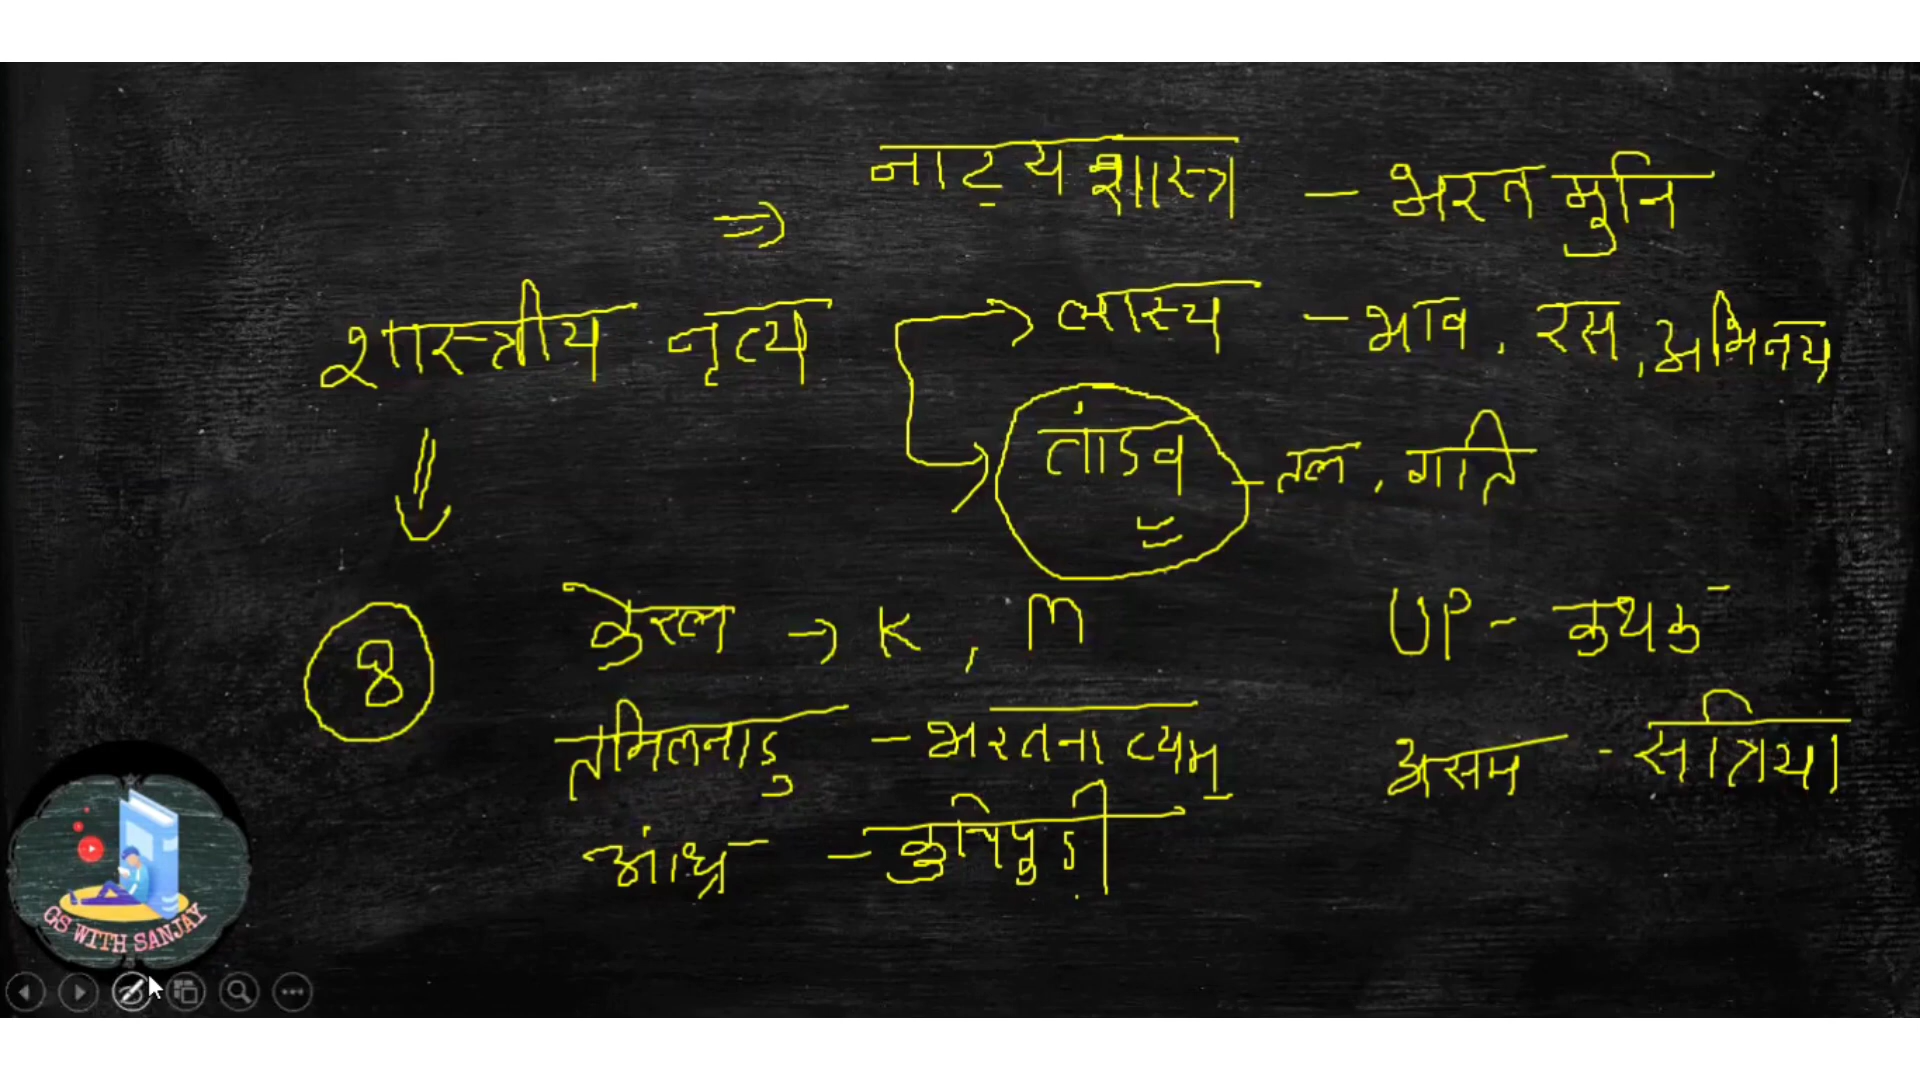 नाट्य शास्त्र - भरत मुनि
⇒
शास्त्रीय नृत्य → लास्य - भाव, रस, अभिनय
→ तांडव - तल, गति
⇓
8
केरल → K, M
UP - कथक
तमिलनाडु - भरतनाट्यम्
असम - सत्रिया
आंध्र - कुचिपुड़ी
GS WITH SANJAY